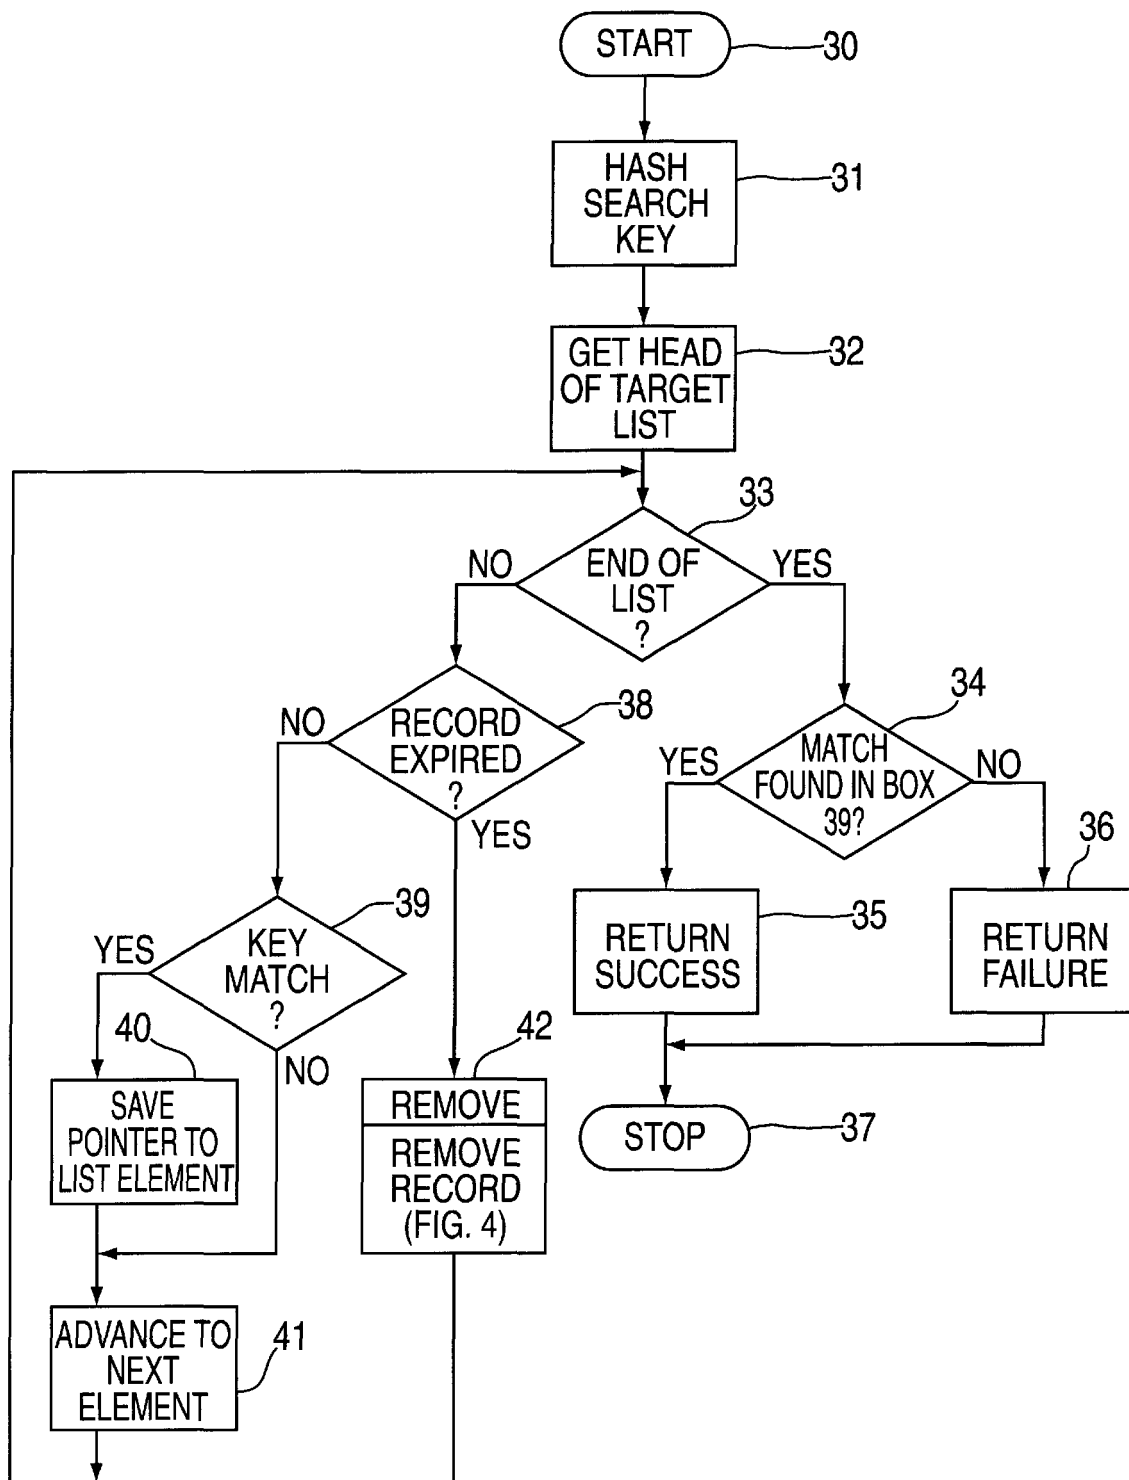 START
30
HASH
SEARCH
KEY
31
GET HEAD
OF TARGET
LIST
32
33
NO
END OF
LIST
?
YES
34
NO
RECORD
EXPIRED
?
38
YES
YES
MATCH
FOUND IN BOX
39?
NO
36
39
YES
KEY
MATCH
?
NO
RETURN
SUCCESS
35
RETURN
FAILURE
40
SAVE
POINTER TO
LIST ELEMENT
42
REMOVE
REMOVE
RECORD
(FIG. 4)
STOP
37
ADVANCE TO
NEXT
ELEMENT
41